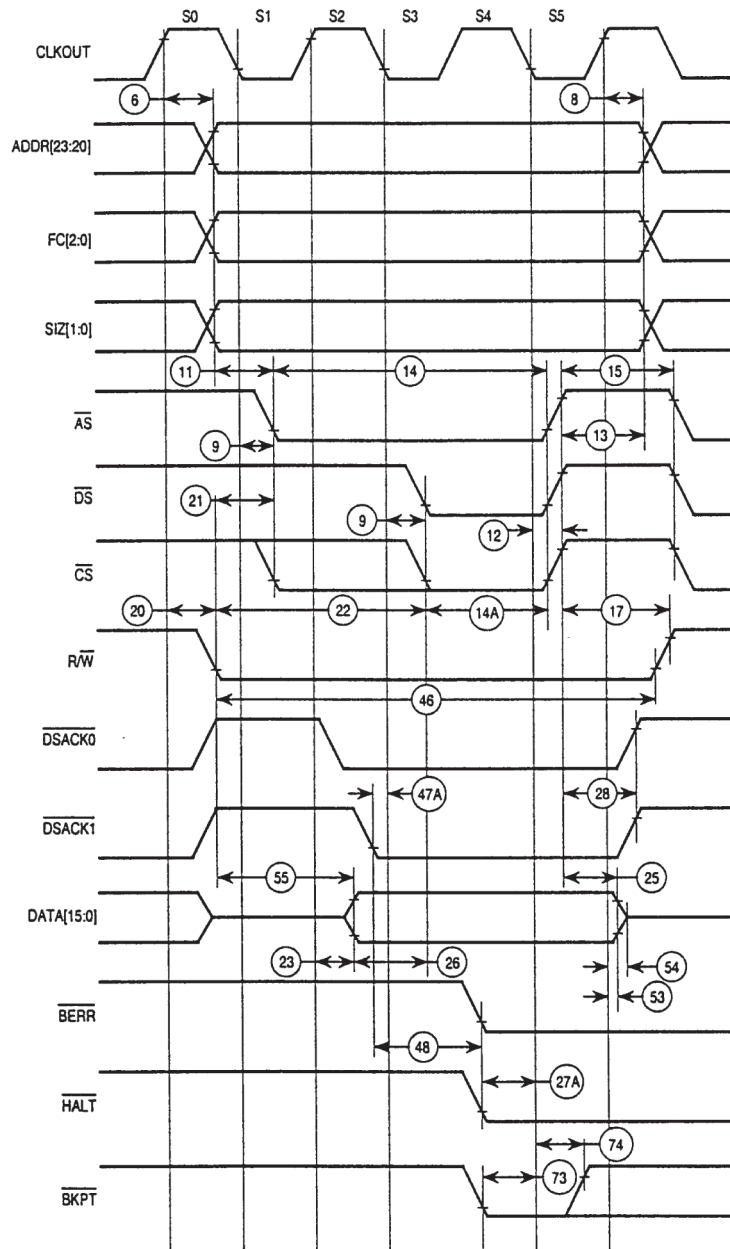 S0 S1 S2 S3 S4 S5
CLKOUT
6 8
ADDR[23:20]
FC[2:0]
SIZ[1:0]
11 14 15
AS
13
9
DS
21
9 12
CS
20 22 14A 17
R/W
46
DSACK0
47A 28
DSACK1
55 25
DATA[15:0]
23 26 54
53
BERR
48
27A
HALT
74
73
BKPT